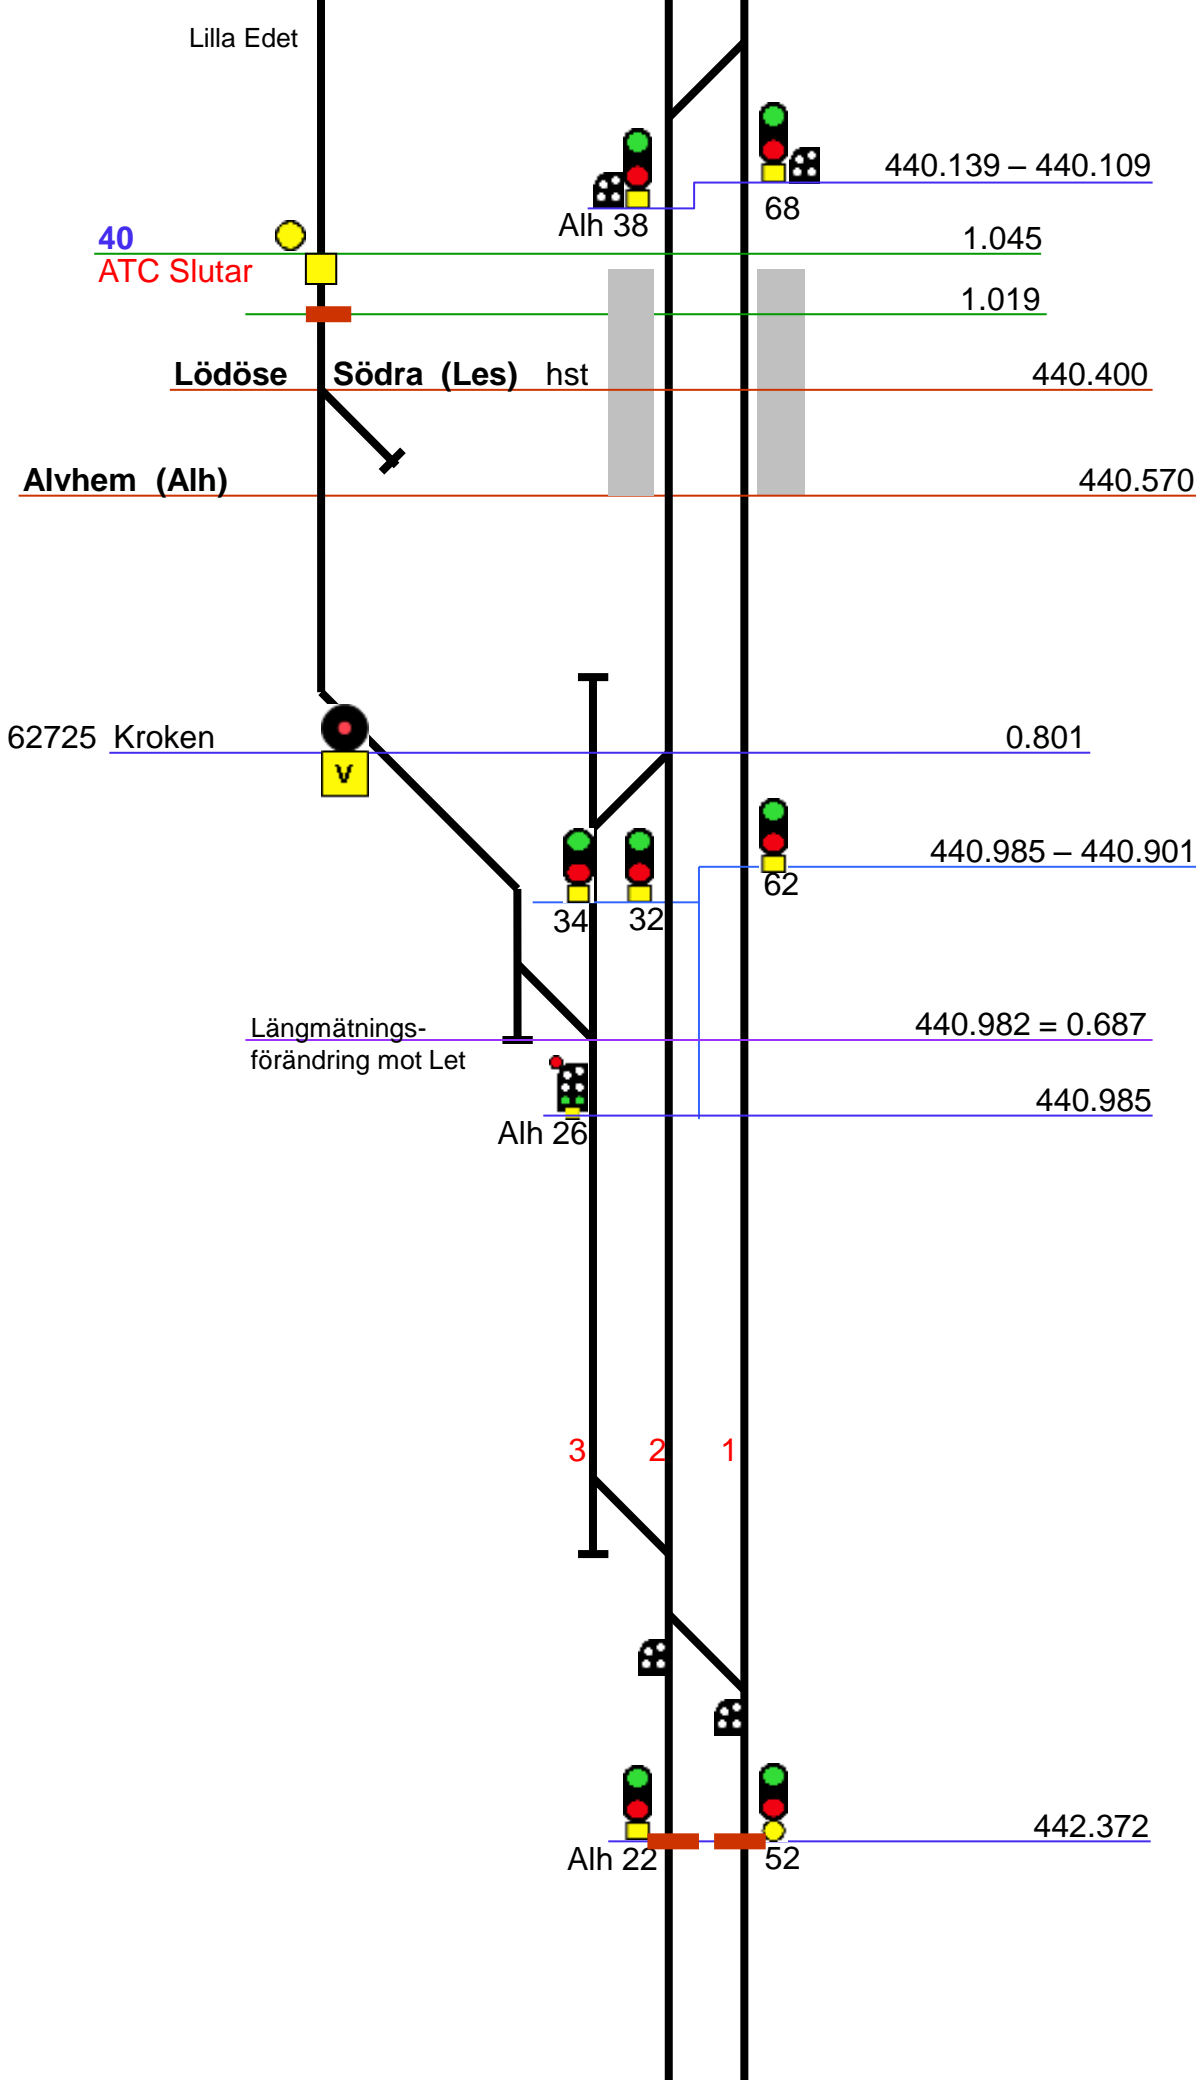 Lilla Edet
440.139 – 440.109
Alh 38
68
40
1.045
ATC Slutar
1.019
Lödöse Södra (Les) hst
440.400
Alvhem (Alh)
440.570
62725 Kroken
0.801
V
440.985 – 440.901
62
34
32
Längmätnings-
förändring mot Let
440.982 = 0.687
440.985
Alh 26
3
2
1
442.372
Alh 22
52